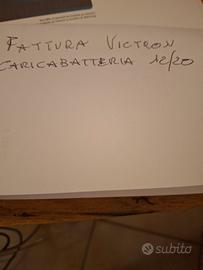 FATTURA VICTRON
CARICABATTERIA 12/20
subito